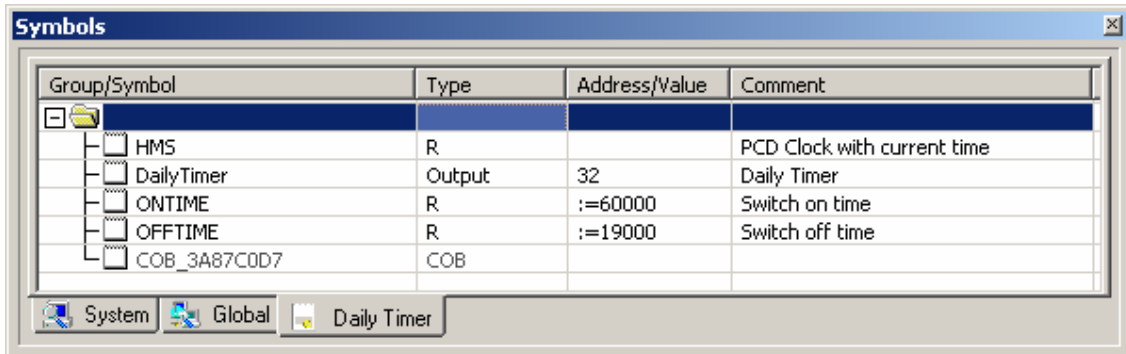 Symbols
Group/Symbol Type Address/Value Comment
HMS R PCD Clock with current time
DailyTimer Output 32 Daily Timer
ONTIME R :=60000 Switch on time
OFFTIME R :=19000 Switch off time
COB_3A87C0D7 COB
System Global Daily Timer